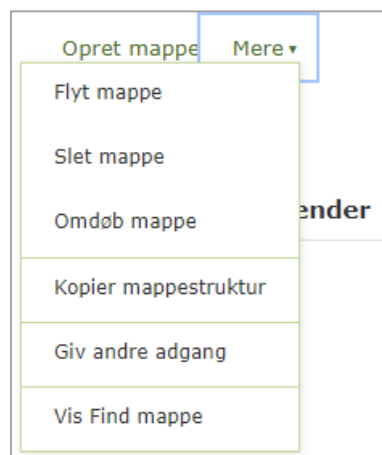 Opret mappe Mere ▾
Flyt mappe
Slet mappe
Omdøb mappe
ender
Kopier mappestruktur
Giv andre adgang
Vis Find mappe